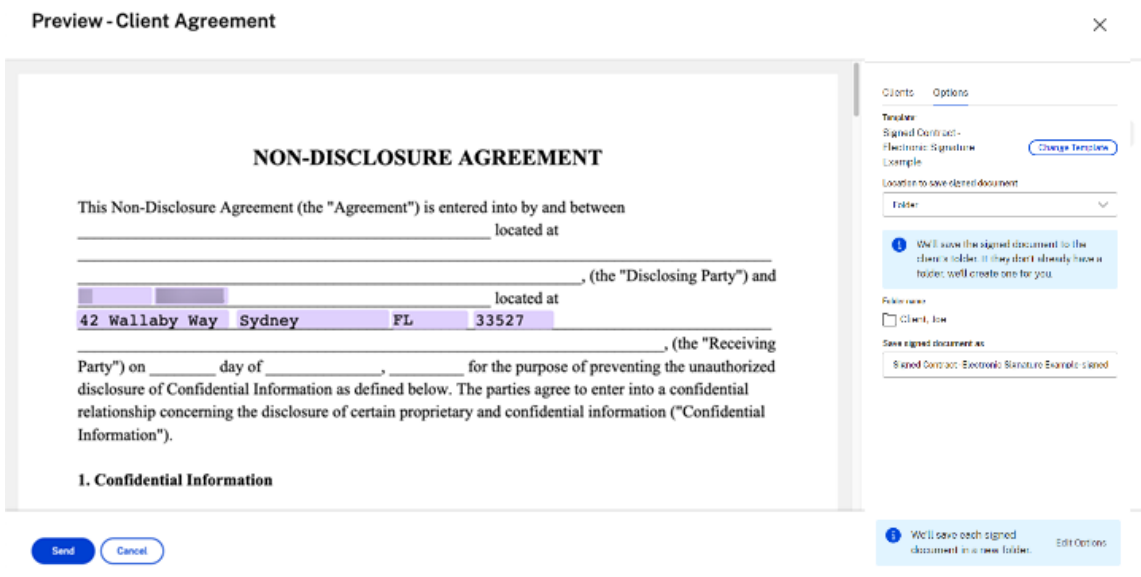 Preview - Client Agreement
NON-DISCLOSURE AGREEMENT
This Non-Disclosure Agreement (the "Agreement") is entered into by and between
located at
, (the "Disclosing Party") and
located at
42 Wallaby Way Sydney FL 33527
, (the "Receiving
Party") on ________ day of ______________, _________ for the purpose of preventing the unauthorized
disclosure of Confidential Information as defined below. The parties agree to enter into a confidential
relationship concerning the disclosure of certain proprietary and confidential information ("Confidential
Information").
1. Confidential Information
Send Cancel
Clients Options
Template
Signed Contract -
Electronic Signature
Example
Change Template
Location to save signed document
Folder
We'll save the signed document to the
client's folder. If they don't already have a
folder, we'll create one for you.
Folder name
Client, Joe
Save signed document as
Signed Contract - Electronic Signature Example-signed
We'll save each signed
document in a new folder.
Edit Options